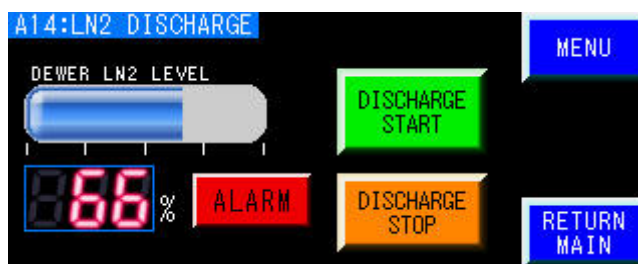 A14:LN2 DISCHARGE
MENU
DEWER LN2 LEVEL
DISCHARGE
START
66 %
ALARM
DISCHARGE
STOP
RETURN
MAIN